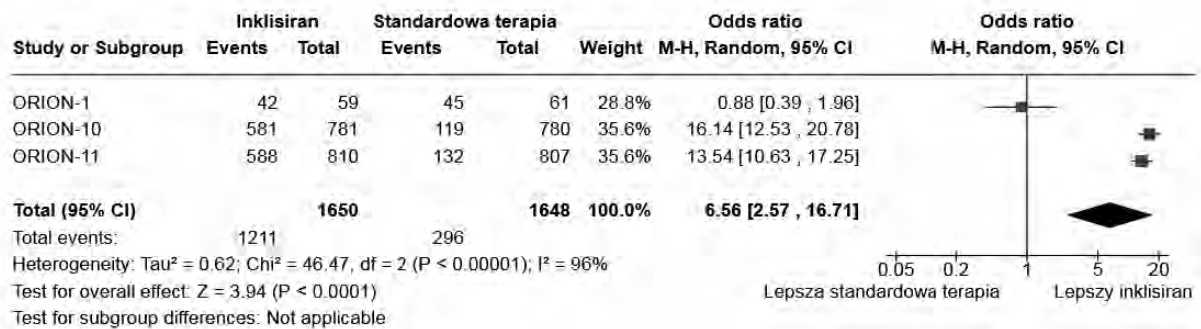 Inklisiran Standardowa terapia Odds ratio Odds ratio
Study or Subgroup Events Total Events Total Weight M-H, Random, 95% CI M-H, Random, 95% CI
ORION-1 42 59 45 61 28.8% 0.88 [0.39 , 1.96]
ORION-10 581 781 119 780 35.6% 16.14 [12.53 , 20.78]
ORION-11 588 810 132 807 35.6% 13.54 [10.63 , 17.25]
Total (95% CI) 1650 1648 100.0% 6.56 [2.57 , 16.71]
Total events: 1211 296
Heterogeneity: Tau² = 0.62; Chi² = 46.47, df = 2 (P < 0.00001); I² = 96%
0.05 0.2 1 5 20
Test for overall effect: Z = 3.94 (P < 0.0001)
Lepsza standardowa terapia Lepszy inklisiran
Test for subgroup differences: Not applicable